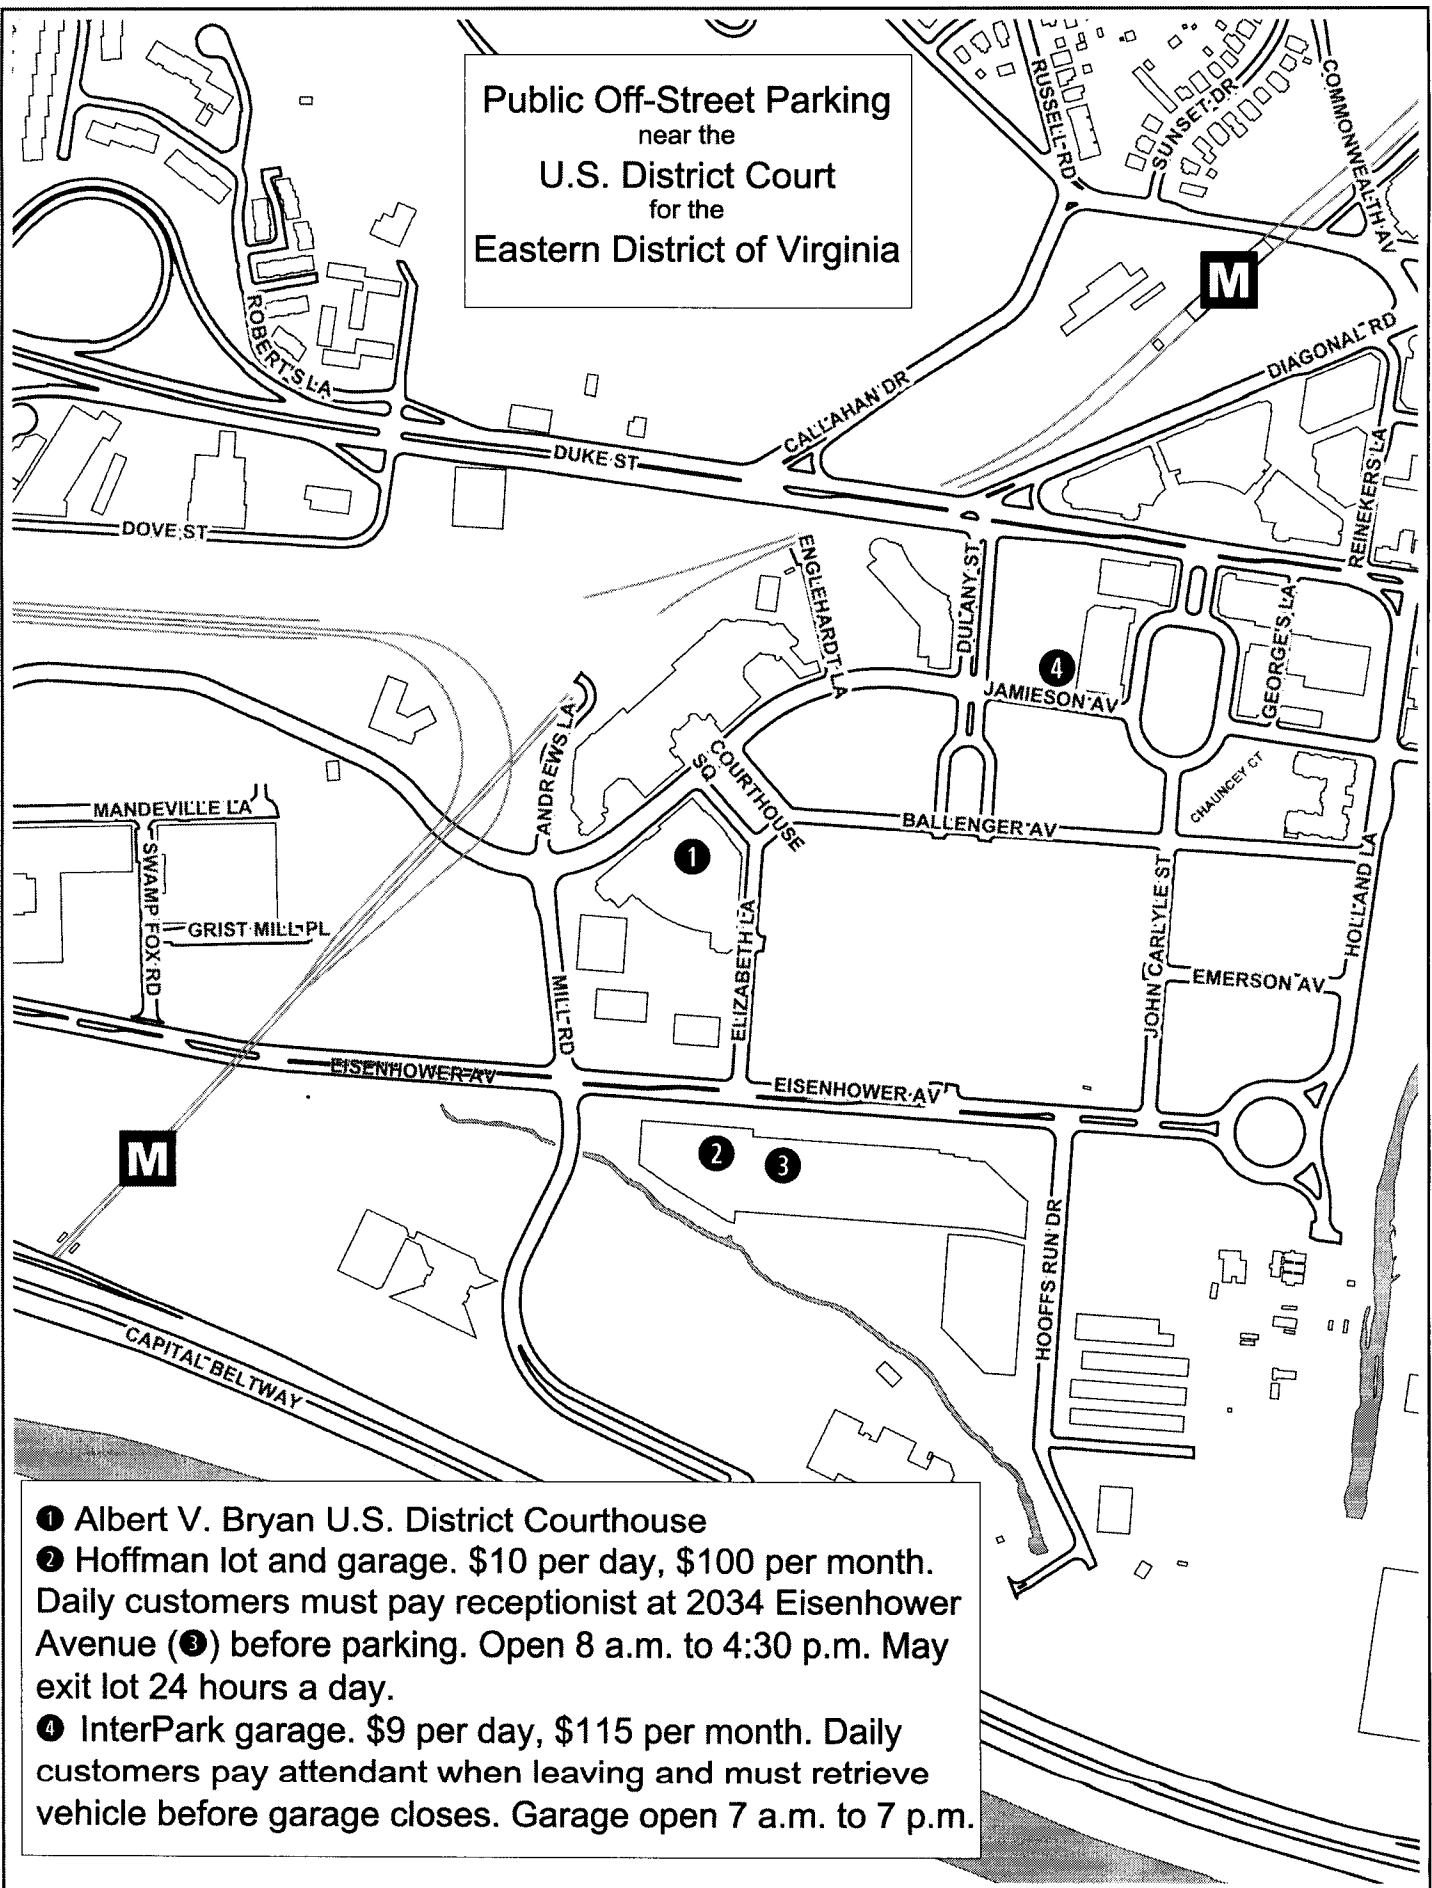 Public Off-Street Parking
near the
U.S. District Court
for the
Eastern District of Virginia
RUSSELL RD
SUNSET DR
COMMONWEALTH AV
M
DIAGONAL RD
ROBERT'S LA
CALLAHAN DR
DUKE ST
REINEKERS LA
DOVE ST
ENGLEHARDT LA
DULANY ST
GEORGE'S LA
4
JAMIESON AV
ANDREWS LA
COURTHOUSE
SQ
CHAUNCEY CT
MANDEVILLE LA
BALLENGER AV
1
SWAMP FOX RD
GRIST MILL PL
HOLLAND LA
JOHN CARLYLE ST
ELIZABETH LA
EMERSON AV
MILL RD
EISENHOWER AV
EISENHOWER AV
M
2
3
HOOFFS RUN DR
CAPITAL BELTWAY
❶ Albert V. Bryan U.S. District Courthouse
❷ Hoffman lot and garage. $10 per day, $100 per month.
Daily customers must pay receptionist at 2034 Eisenhower
Avenue (❸) before parking. Open 8 a.m. to 4:30 p.m. May
exit lot 24 hours a day.
❹ InterPark garage. $9 per day, $115 per month. Daily
customers pay attendant when leaving and must retrieve
vehicle before garage closes. Garage open 7 a.m. to 7 p.m.